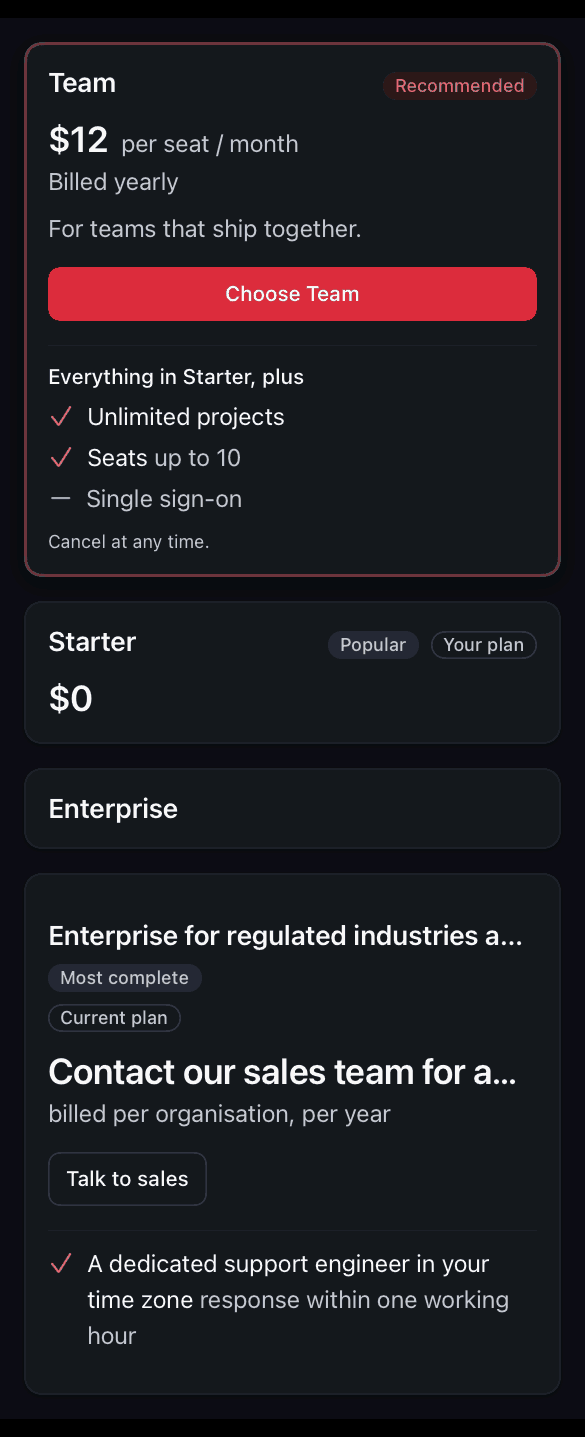 Team
Recommended
$12 per seat / month
Billed yearly
For teams that ship together.
Choose Team
Everything in Starter, plus
Unlimited projects
Seats up to 10
Single sign-on
Cancel at any time.
Starter
Popular
Your plan
$0
Enterprise
Enterprise for regulated industries a...
Most complete
Current plan
Contact our sales team for a...
billed per organisation, per year
Talk to sales
A dedicated support engineer in your
time zone response within one working
hour